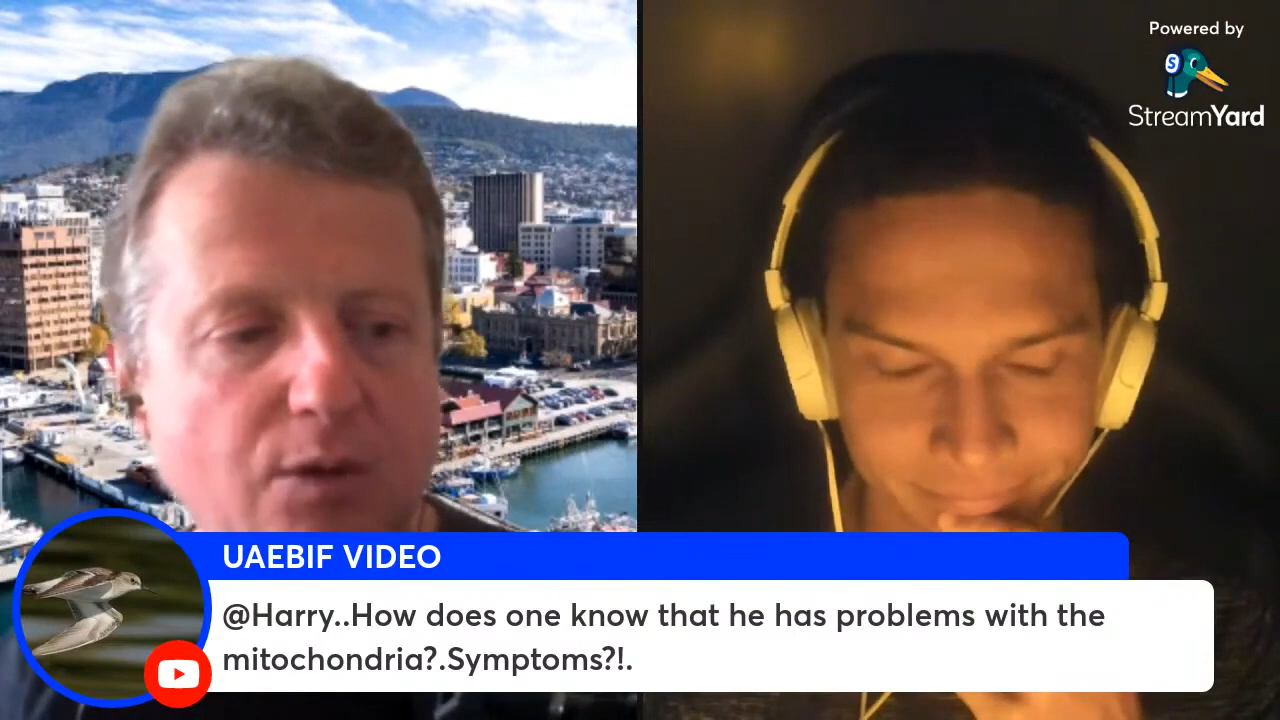 Powered by
S
StreamYard
UAEBIF VIDEO
@Harry..How does one know that he has problems with the
mitochondria?.Symptoms?!.